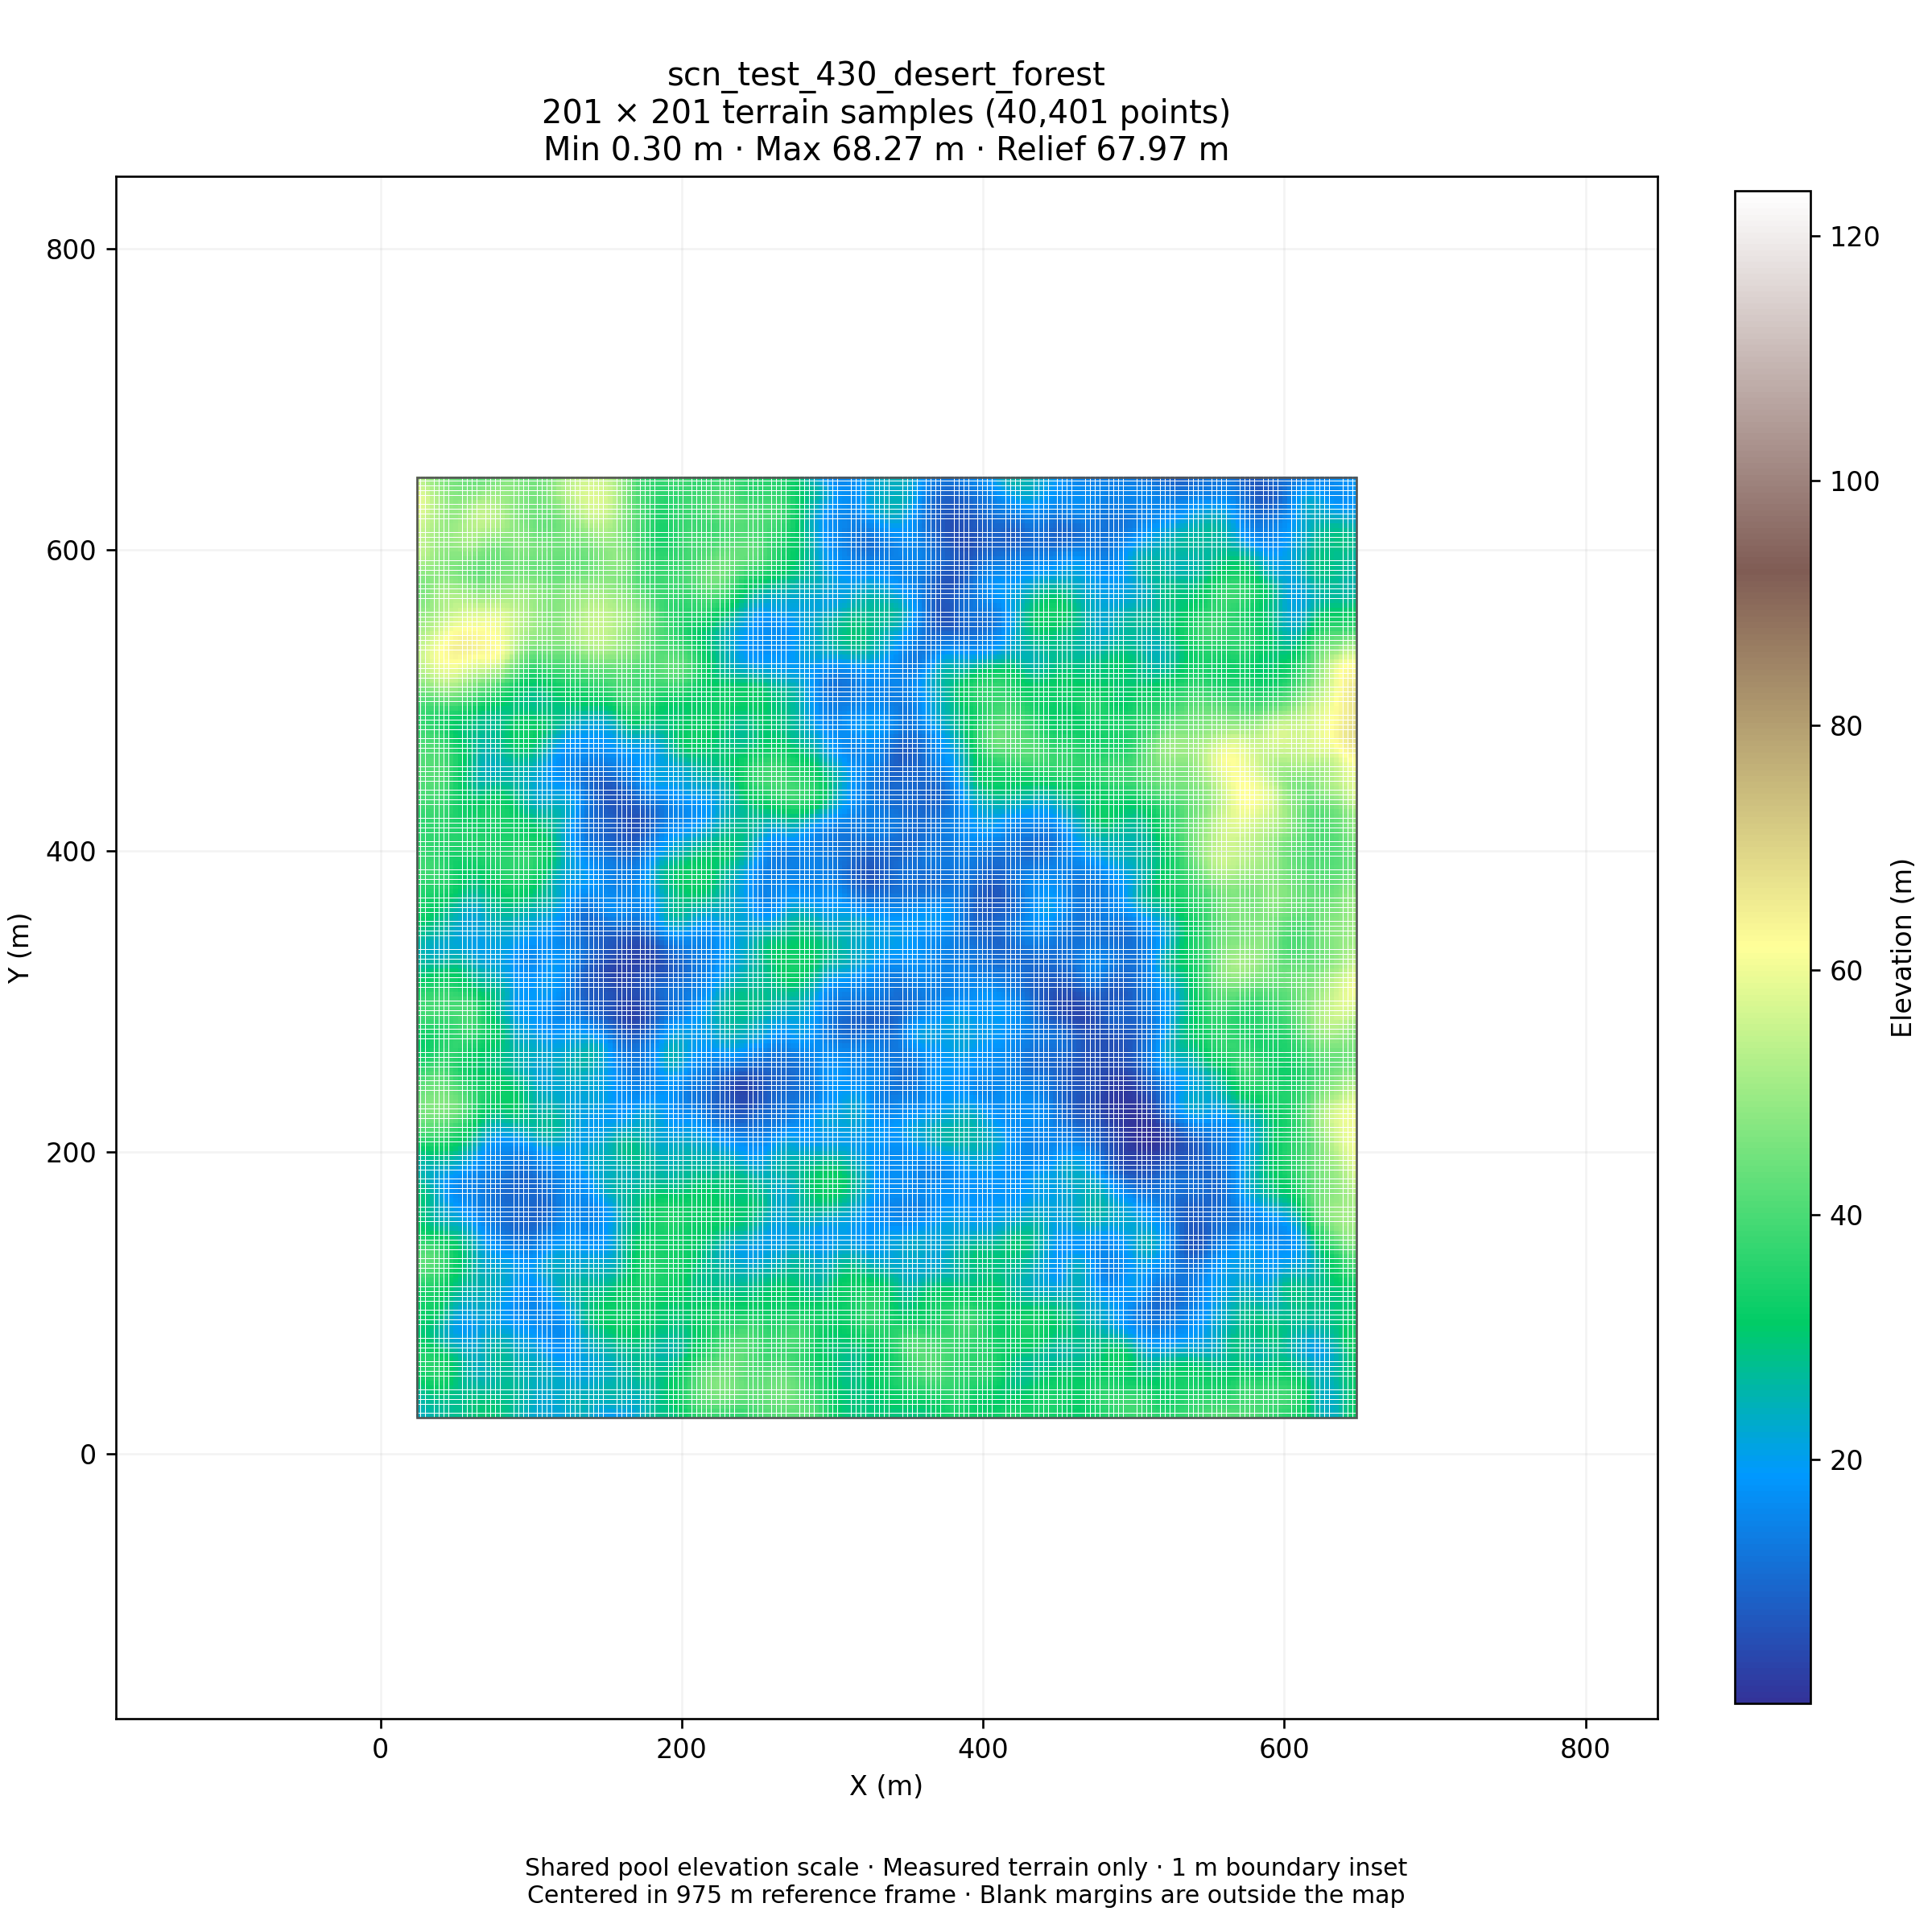 scn_test_430_desert_forest
201 × 201 terrain samples (40,401 points)
Min 0.30 m · Max 68.27 m · Relief 67.97 m
800
600
400
200
0
Y (m)
0
200
400
600
800
X (m)
120
100
80
60
40
20
Elevation (m)
Shared pool elevation scale · Measured terrain only · 1 m boundary inset
Centered in 975 m reference frame · Blank margins are outside the map